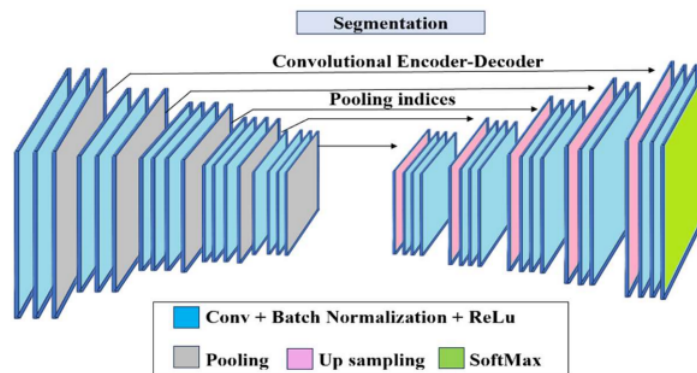 Segmentation
Convolutional Encoder-Decoder
Pooling indices
Conv + Batch Normalization + ReLu
Pooling
Up sampling
SoftMax